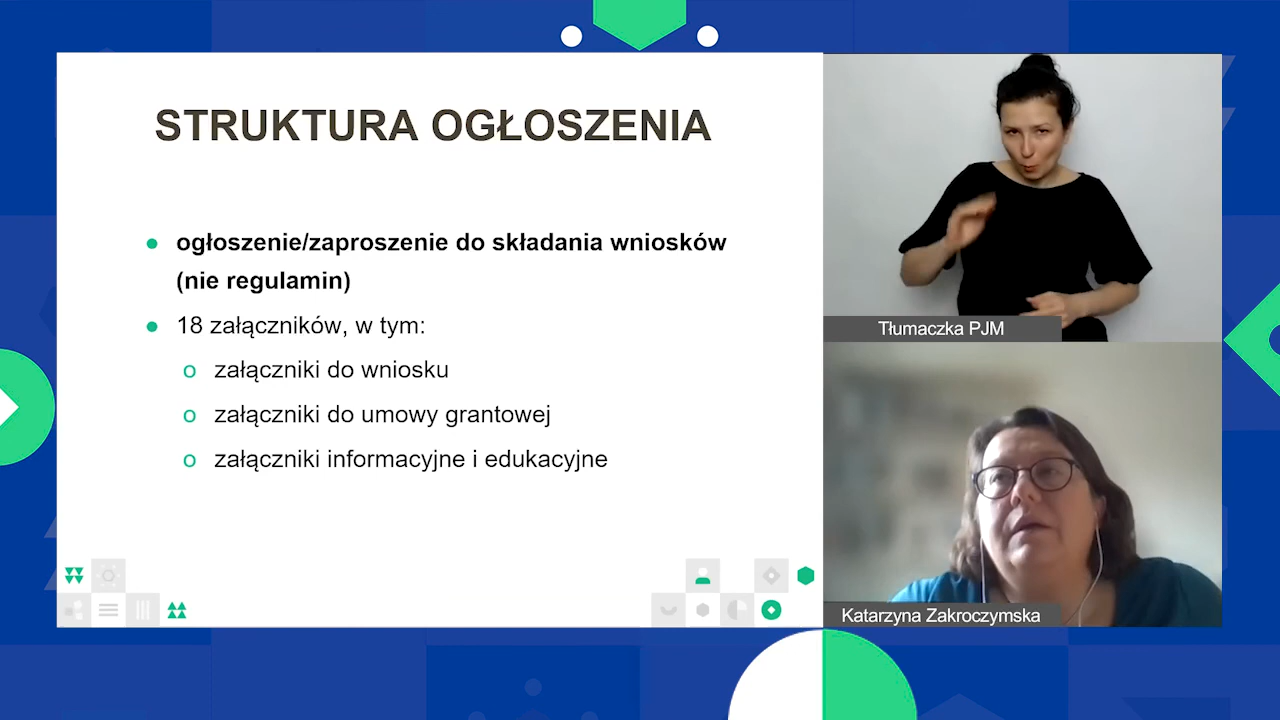 STRUKTURA OGŁOSZENIA
● ogłoszenie/zaproszenie do składania wniosków
(nie regulamin)
● 18 załączników, w tym:
o załączniki do wniosku
o załączniki do umowy grantowej
o załączniki informacyjne i edukacyjne
Tłumaczka PJM
Katarzyna Zakroczymska